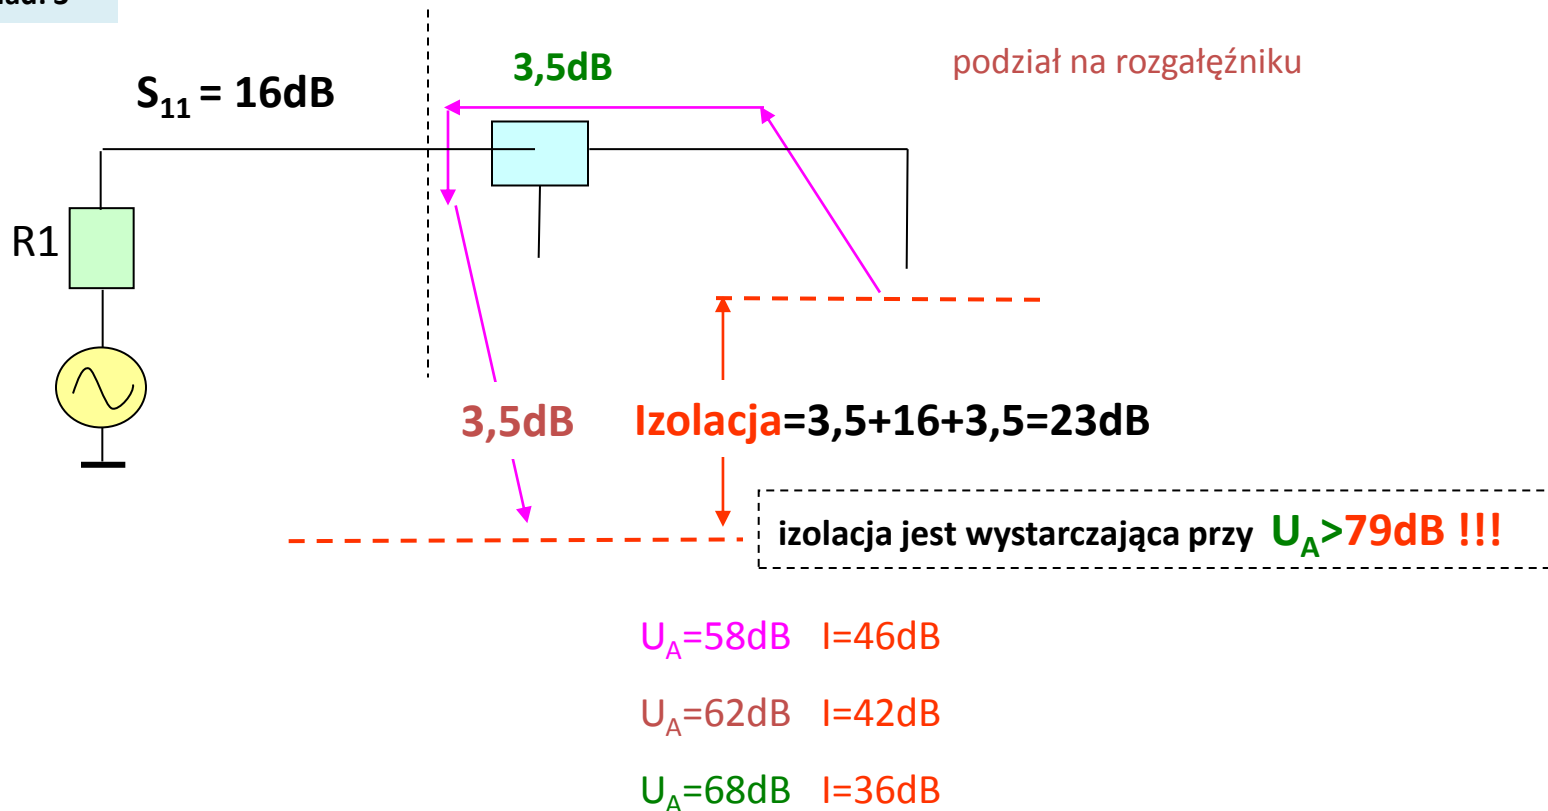 3,5dB
podział na rozgałęźniku
S11 = 16dB
R1
3,5dB
Izolacja=3,5+16+3,5=23dB
izolacja jest wystarczająca przy UA>79dB !!!
UA=58dB I=46dB
UA=62dB I=42dB
UA=68dB I=36dB